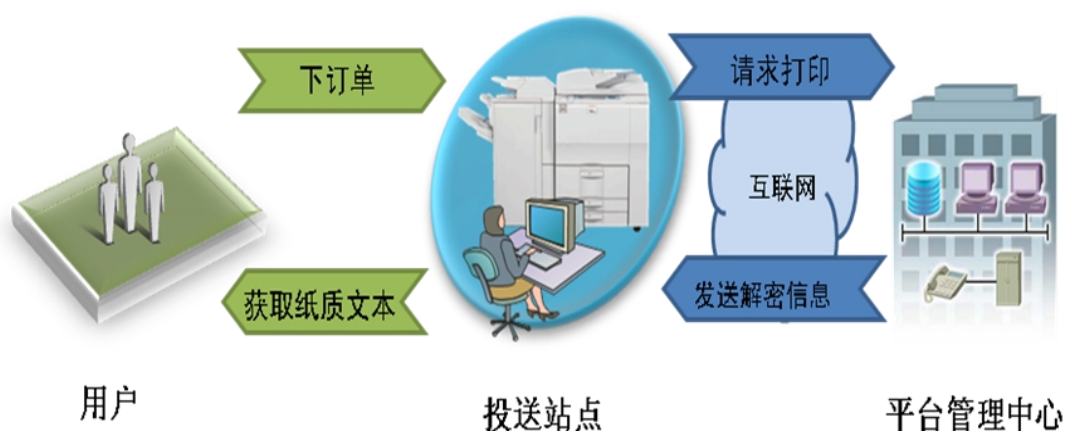 下订单
请求打印
互联网
获取纸质文本
发送解密信息
用户
投送站点
平台管理中心